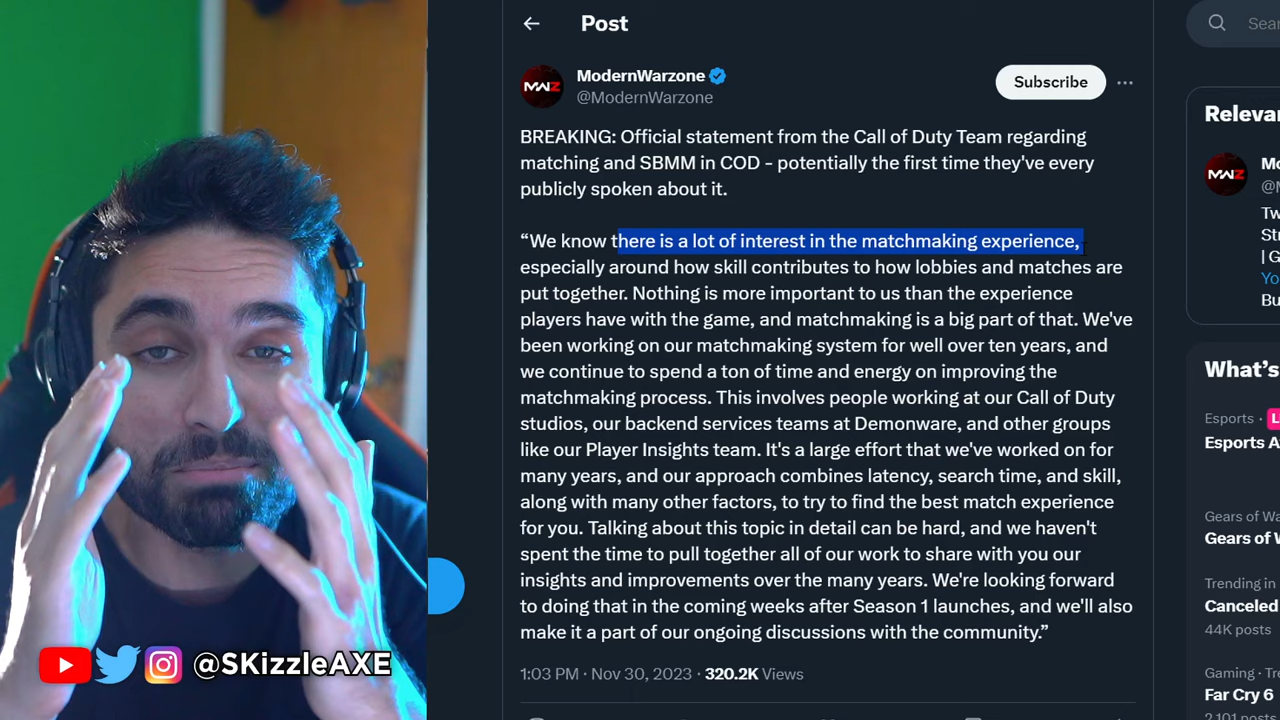 Post
Sear
ModernWarzone
@ModernWarzone
Subscribe
MWZ
BREAKING: Official statement from the Call of Duty Team regarding
matching and SBMM in COD - potentially the first time they've every
publicly spoken about it.
“We know there is a lot of interest in the matchmaking experience,
especially around how skill contributes to how lobbies and matches are
put together. Nothing is more important to us than the experience
players have with the game, and matchmaking is a big part of that. We've
been working on our matchmaking system for well over ten years, and
we continue to spend a ton of time and energy on improving the
matchmaking process. This involves people working at our Call of Duty
studios, our backend services teams at Demonware, and other groups
like our Player Insights team. It's a large effort that we've worked on for
many years, and our approach combines latency, search time, and skill,
along with many other factors, to try to find the best match experience
for you. Talking about this topic in detail can be hard, and we haven't
spent the time to pull together all of our work to share with you our
insights and improvements over the many years. We're looking forward
to doing that in the coming weeks after Season 1 launches, and we'll also
make it a part of our ongoing discussions with the community.”
1:03 PM · Nov 30, 2023 · 320.2K Views
@SKizzleAXE
Releva
MWZ
Mo
@M
Tw
Str
| G
Yo
Bu
What's
Esports · L
Esports A
Gears of Wa
Gears of W
Trending in
Canceled
44K posts
Gaming · Tre
Far Cry 6
2,101 posts